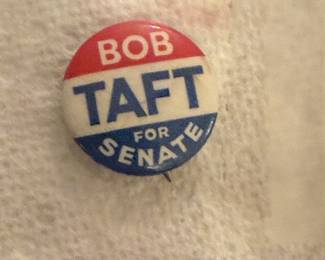 BOB
TAFT
FOR
SENATE